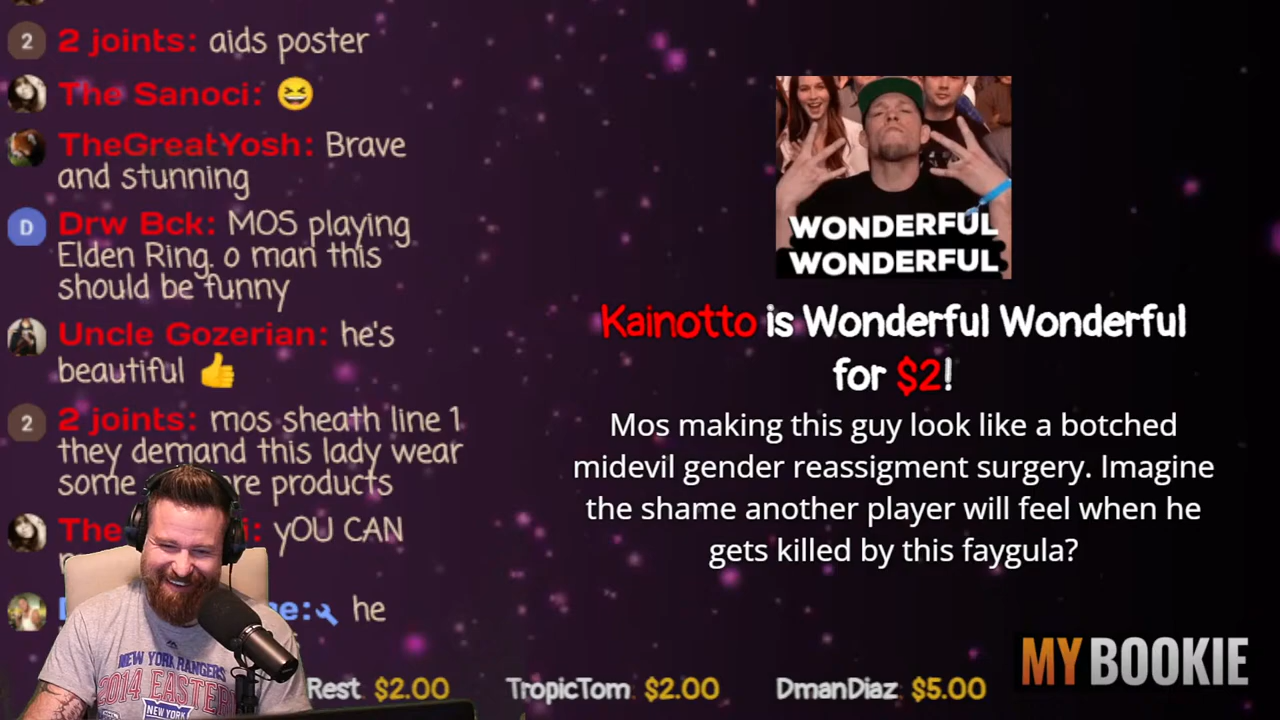 2
2 joints: aids poster
The Sanoci: 😆
TheGreatYosh: Brave
and stunning
D
Drw Bck: MOS playing
Elden Ring. o man this
should be funny
Uncle Gozerian: he's
beautiful 👍
2
2 joints: mos sheath line 1
they demand this lady wear
some re products
The i: yOU CAN
e: he
NEW YORK RANGERS
2014 EASTER
NEW YORK
WONDERFUL
WONDERFUL
Kainotto is Wonderful Wonderful
for $2!
Mos making this guy look like a botched
midevil gender reassigment surgery. Imagine
the shame another player will feel when he
gets killed by this faygula?
MYBOOKIE
Rest $2.00 TropicTom $2.00 DmanDiaz $5.00